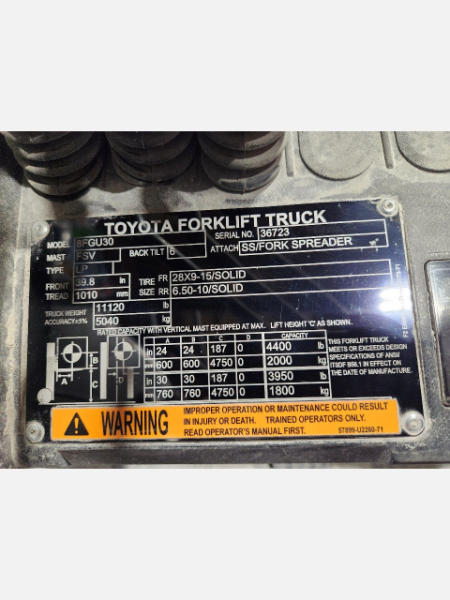 TOYOTA FORKLIFT TRUCK
MODEL 8FGU30 SERIAL NO. 36723
MAST FSV BACK TILT 6 ATTACH SS/FORK SPREADER
TYPE LP
FRONT TREAD 39.8 in TIRE FR 28X9-15/SOLID
1010 mm SIZE RR 6.50-10/SOLID
TRUCK WEIGHT 11120 lb
ACCURACY±5% 5040 kg
RATED CAPACITY WITH VERTICAL MAST EQUIPPED AT MAX. LIFT HEIGHT 'C' AS SHOWN.
A B C D CAPACITY
in 24 24 187 0 4400 lb
mm 600 600 4750 0 2000 kg
in 30 30 187 0 3950 lb
mm 760 760 4750 0 1800 kg
A B C D
THIS FORKLIFT TRUCK
MEETS OR EXCEEDS DESIGN
SPECIFICATIONS OF ANSI/
ITSDF B56.1 IN EFFECT ON
THE DATE OF MANUFACTURE.
WARNING
IMPROPER OPERATION OR MAINTENANCE COULD RESULT
IN INJURY OR DEATH. TRAINED OPERATORS ONLY.
READ OPERATOR'S MANUAL FIRST.
57899-U2260-71